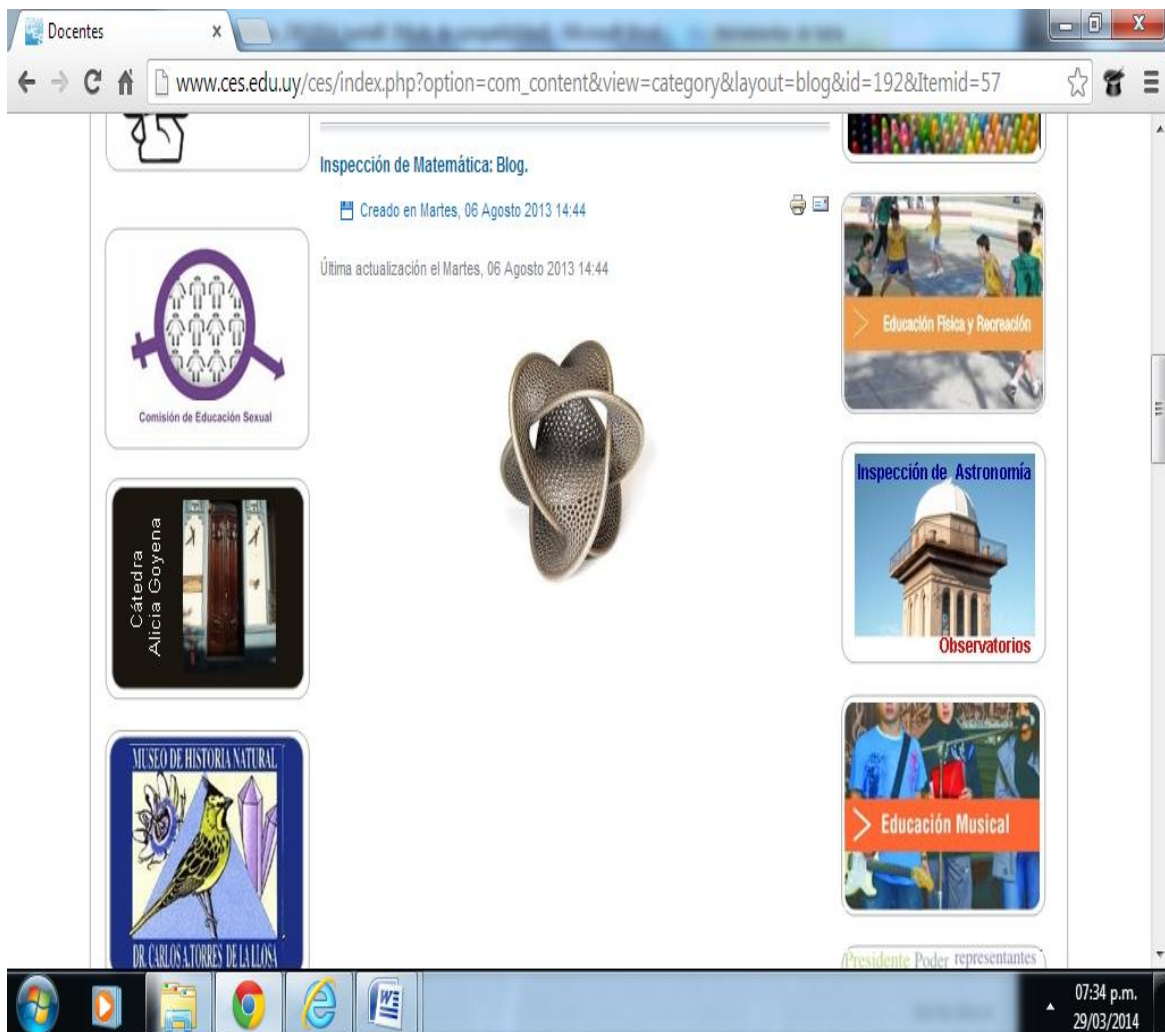 Docentes
www.ces.edu.uy/ces/index.php?option=com_content&view=category&layout=blog&id=192&Itemid=57
Inspección de Matemática: Blog.
Creado en Martes, 06 Agosto 2013 14:44
Última actualización el Martes, 06 Agosto 2013 14:44
Comisión de Educación Sexual
Cátedra
Alicia Goyena
MUSEO DE HISTORIA NATURAL
DR. CARLOS A. TORRES DE LA LLOSA
Educación Física y Recreación
Inspección de Astronomía
Observatorios
Educación Musical
Presidente Poder representantes
07:34 p.m.
29/03/2014